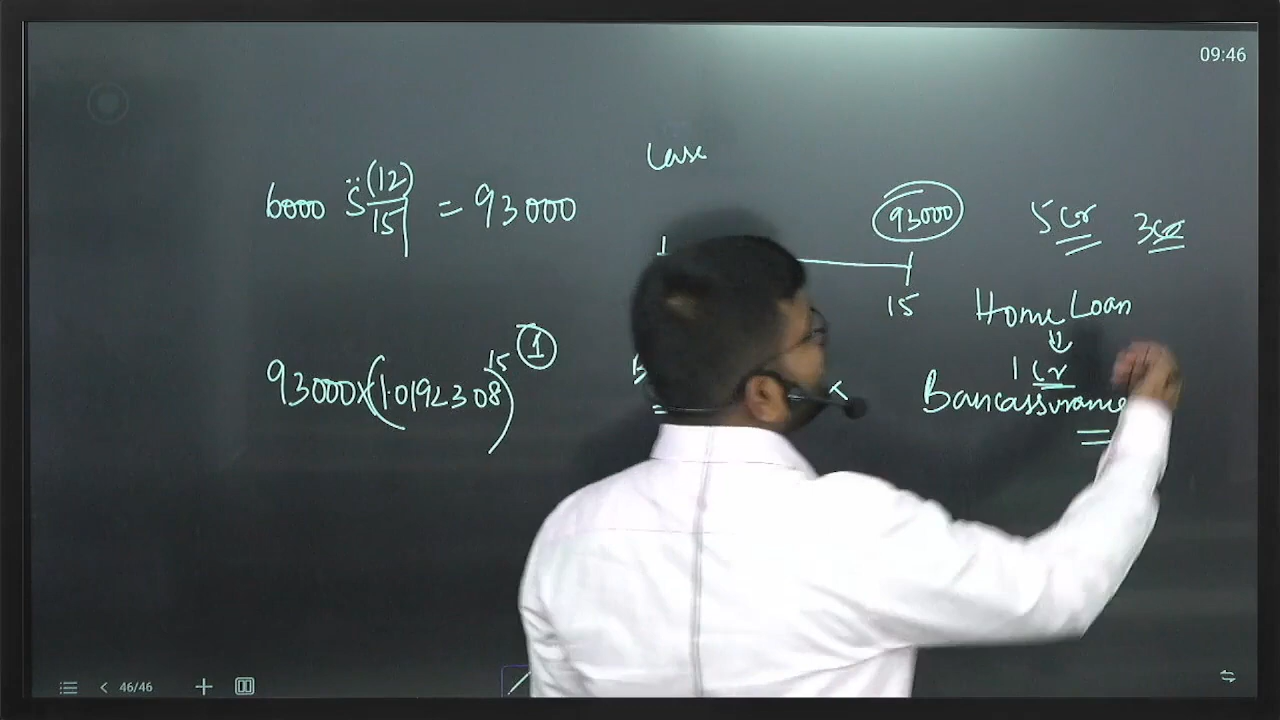 09:46
Case
6000 s̈ (12) 15 = 93000
93000
5 Cr 3 Cr
1
15
Home Loan
↓
1 Cr
Bancassurance
93000×(1.0192308)^15 ①
46/46